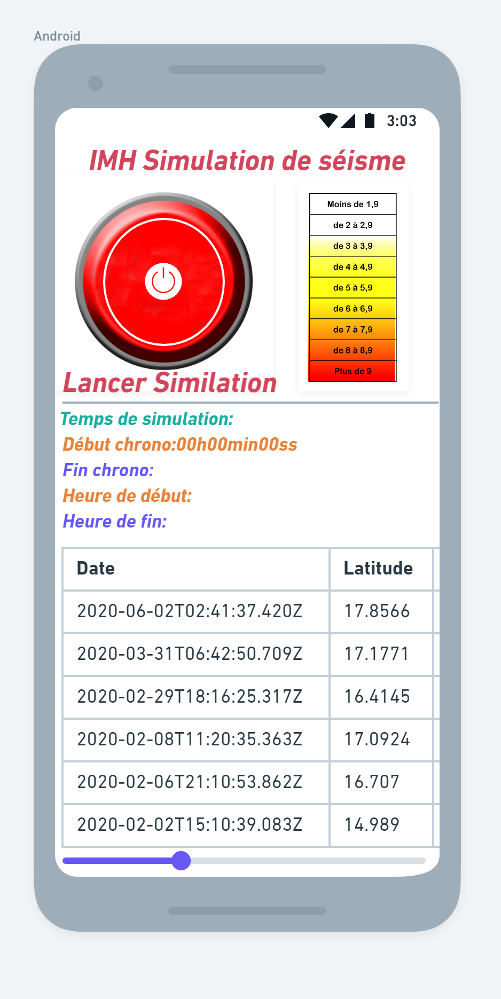 Android
3:03
IMH Simulation de séisme
Moins de 1,9
de 2 à 2,9
de 3 à 3,9
de 4 à 4,9
de 5 à 5,9
de 6 à 6,9
de 7 à 7,9
de 8 à 8,9
Plus de 9
Lancer Similation
Temps de simulation:
Début chrono:00h00min00ss
Fin chrono:
Heure de début:
Heure de fin:
Date Latitude
2020-06-02T02:41:37.420Z 17.8566
2020-03-31T06:42:50.709Z 17.1771
2020-02-29T18:16:25.317Z 16.4145
2020-02-08T11:20:35.363Z 17.0924
2020-02-06T21:10:53.862Z 16.707
2020-02-02T15:10:39.083Z 14.989